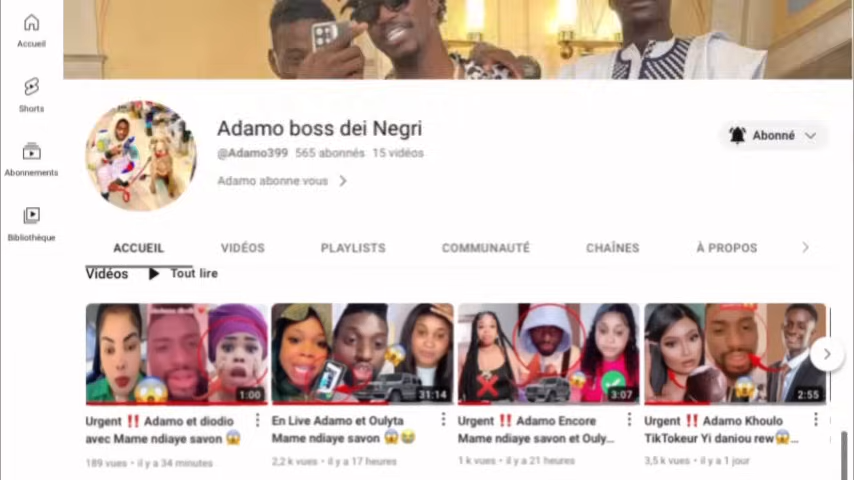 Accueil
Shorts
Abonnements
Bibliothèque
Adamo boss dei Negri
@Adamo399 565 abonnés 15 vidéos
Adamo abonne vous
Abonné
ACCUEIL VIDÉOS PLAYLISTS COMMUNAUTÉ CHAÎNES À PROPOS
Vidéos Tout lire
1:00
31:14
3:07
2:55
Urgent ‼️ Adamo et diodio
avec Mame ndiaye savon 😱
189 vues • il y a 34 minutes
En Live Adamo et Oulyta
Mame ndiaye savon 😱😭
2,2 k vues • il y a 17 heures
Urgent ‼️ Adamo Encore
Mame ndiaye savon et Ouly...
1 k vues • il y a 21 heures
Urgent ‼️ Adamo Khoulo
TikTokeur Yi daniou rew😱...
3,5 k vues • il y a 1 jour